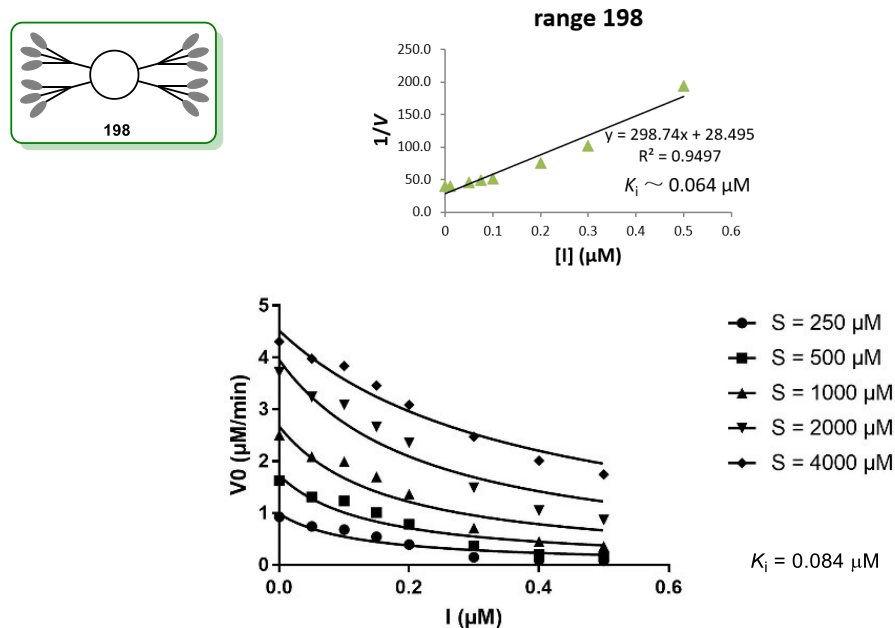 198
range 198
250.0
200.0
150.0
100.0
50.0
0.0
1/V
y = 298.74x + 28.495
R² = 0.9497
Kᵢ ~ 0.064 µM
0 0.1 0.2 0.3 0.4 0.5 0.6
[I] (µM)
5
4
3
2
1
0
V0 (µM/min)
0.0 0.2 0.4 0.6
I (µM)
S = 250 µM
S = 500 µM
S = 1000 µM
S = 2000 µM
S = 4000 µM
Kᵢ = 0.084 µM